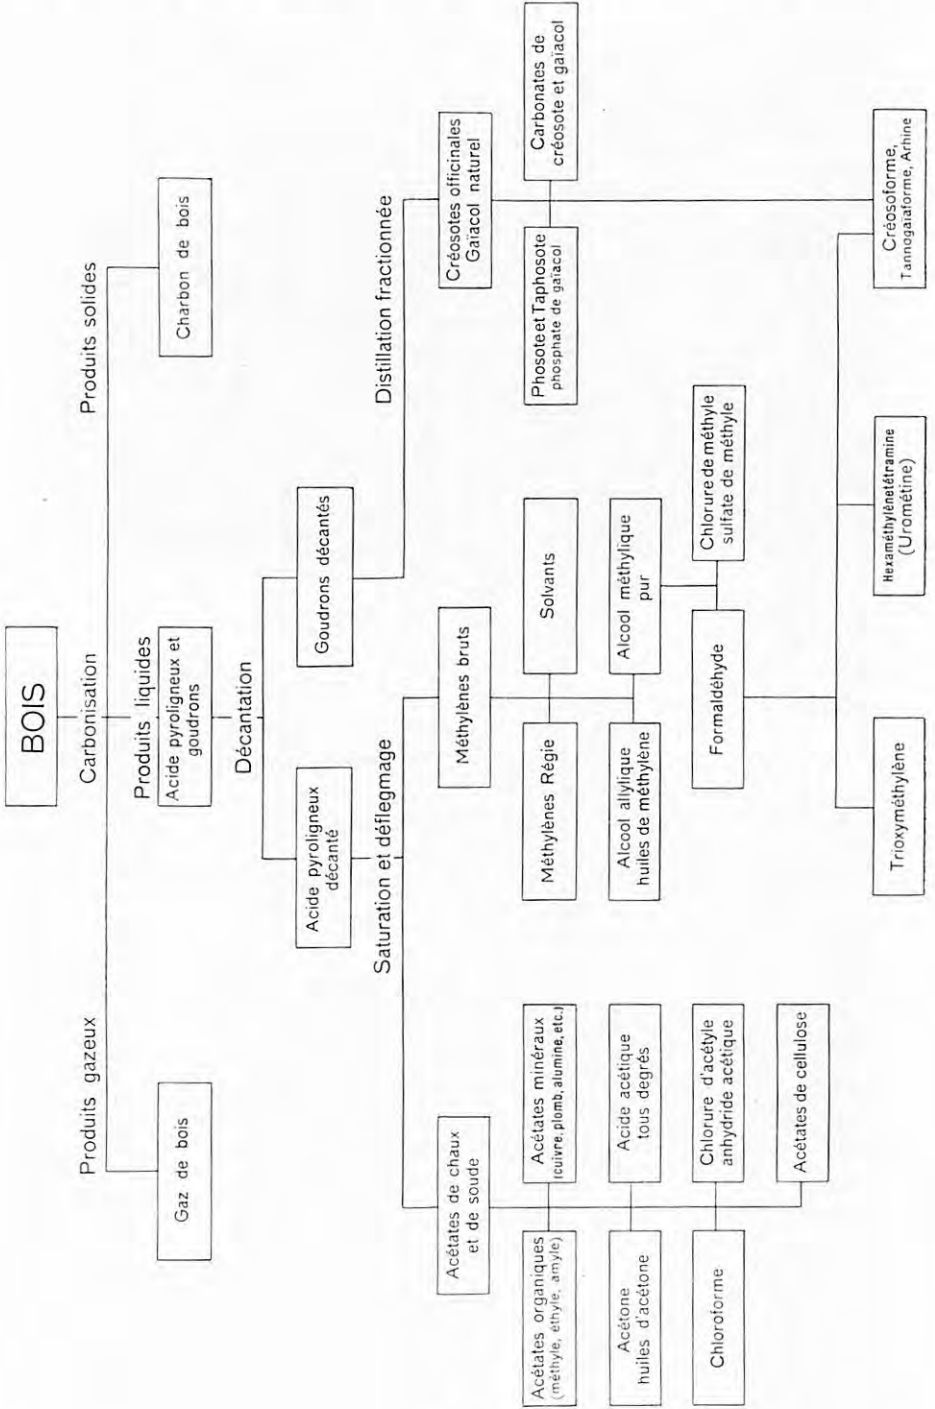 BOIS
Carbonisation
Produits gazeux
Produits liquides
Produits solides
Gaz de bois
Acide pyroligneux et
goudrons
Charbon de bois
Décantation
Acide pyroligneux
décanté
Goudrons décantés
Saturation et déflegmage
Distillation fractionnée
Acétates de chaux
et de soude
Méthylènes bruts
Créosotes officinales
Gaïacol naturel
Acétates organiques
(méthyle, éthyle, amyle)
Acétates minéraux
(cuivre, plomb, alumine, etc.)
Méthylènes Régie
Solvants
Phosote et Taphosote
phosphate de gaïacol
Carbonates de
créosote et gaïacol
Acétone
huiles d'acétone
Acide acétique
tous degrés
Alcool allylique
huiles de méthylène
Alcool méthylique
pur
Chloroforme
Chlorure d'acétyle
anhydride acétique
Formaldéhyde
Chlorure de méthyle
sulfate de méthyle
Acétates de cellulose
Trioxyméthylène
Hexaméthylènetétramine
(Urométine)
Créosoforme,
Tannogaïaforme, Arhine